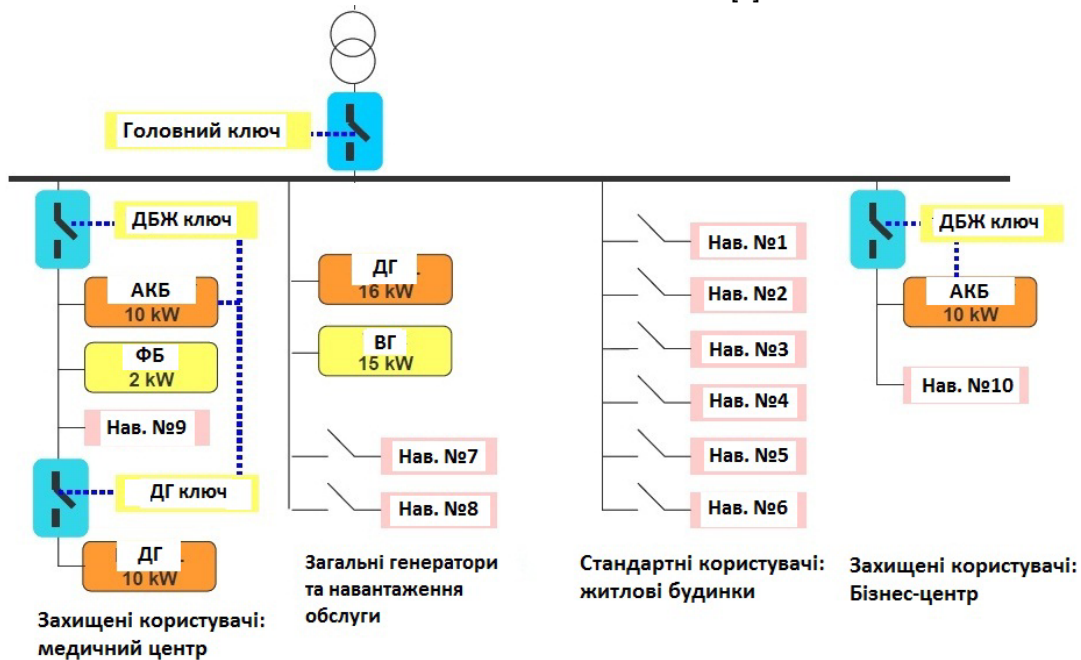 Головний ключ
ДБЖ ключ
АКБ
10 kW
ФБ
2 kW
Нав. №9
ДГ ключ
ДГ
10 kW
Захищені користувачі:
медичний центр
ДГ
16 kW
ВГ
15 kW
Нав. №7
Нав. №8
Загальні генератори
та навантаження
обслуги
Нав. №1
Нав. №2
Нав. №3
Нав. №4
Нав. №5
Нав. №6
Стандартні користувачі:
житлові будинки
ДБЖ ключ
АКБ
10 kW
Нав. №10
Захищені користувачі:
Бізнес-центр